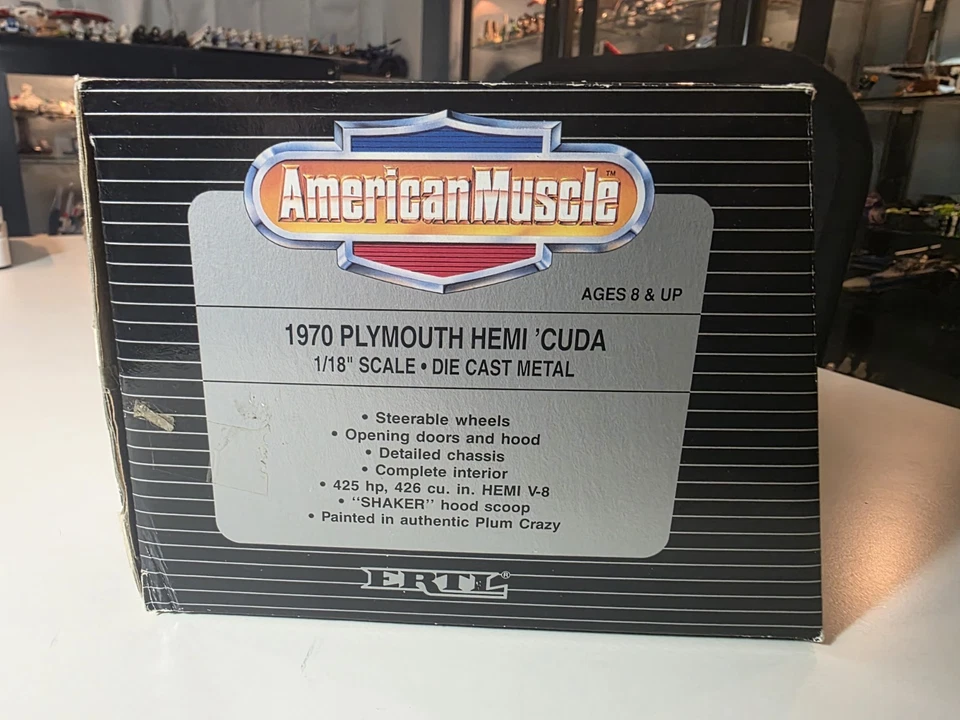 American Muscle™
AGES 8 & UP
1970 PLYMOUTH HEMI 'CUDA
1/18" SCALE • DIE CAST METAL
• Steerable wheels
• Opening doors and hood
• Detailed chassis
• Complete interior
• 425 hp, 426 cu. in. HEMI V-8
• "SHAKER" hood scoop
• Painted in authentic Plum Crazy
ERTL®